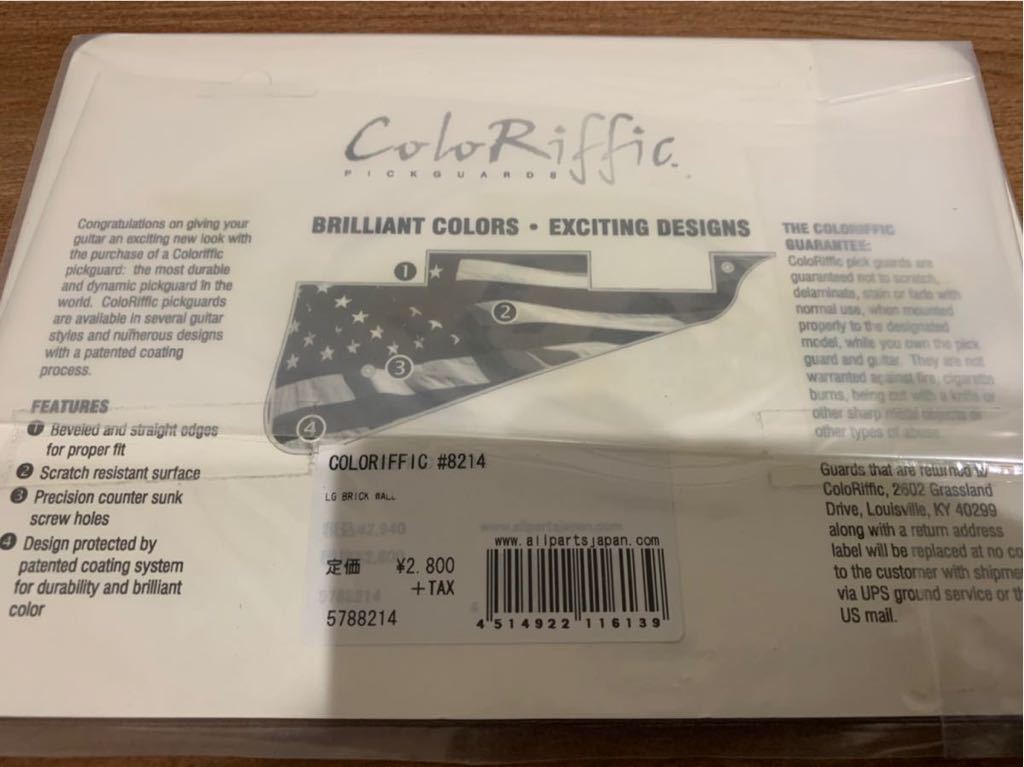 ColoRiffic
PICKGUARDS
Congratulations on giving your
guitar an exciting new look with
the purchase of a Coloriffic
pickguard: the most durable
and dynamic pickguard in the
world. ColoRiffic pickguards
are available in several guitar
styles and numerous designs
with a patented coating
process.
FEATURES
1 Beveled and straight edges
for proper fit
2 Scratch resistant surface
3 Precision counter sunk
screw holes
4 Design protected by
patented coating system
for durability and brilliant
color
BRILLIANT COLORS • EXCITING DESIGNS
1
2
3
4
THE COLORIFFIC
GUARANTEE:
ColoRiffic pick guards are
guaranteed not to scratch,
delaminate, stain or fade with
normal use, when mounted
properly to the designated
model, while you own the pick
guard and guitar. They are not
warranted against fire, cigarette
burns, being cut with a knife or
other sharp metal objects or
other types of abuse.
Guards that are returned
ColoRiffic, 2602 Grassland
Drive, Louisville, KY 40299
along with a return address
label will be replaced at no co
to the customer with shipme
via UPS ground service or th
US mail.
COLORIFFIC #8214
LG BRICK WALL
www.allpartsjapan.com
定価 ¥2.800
+TAX
5788214
4 514922 116139